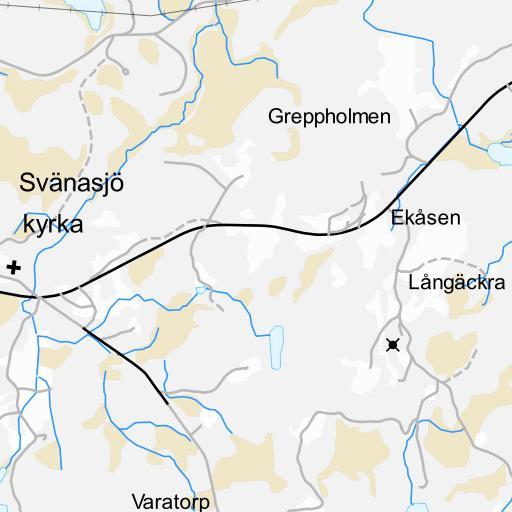 Greppholmen
Svänasjö
kyrka
Ekåsen
Långäckra
Varatorp